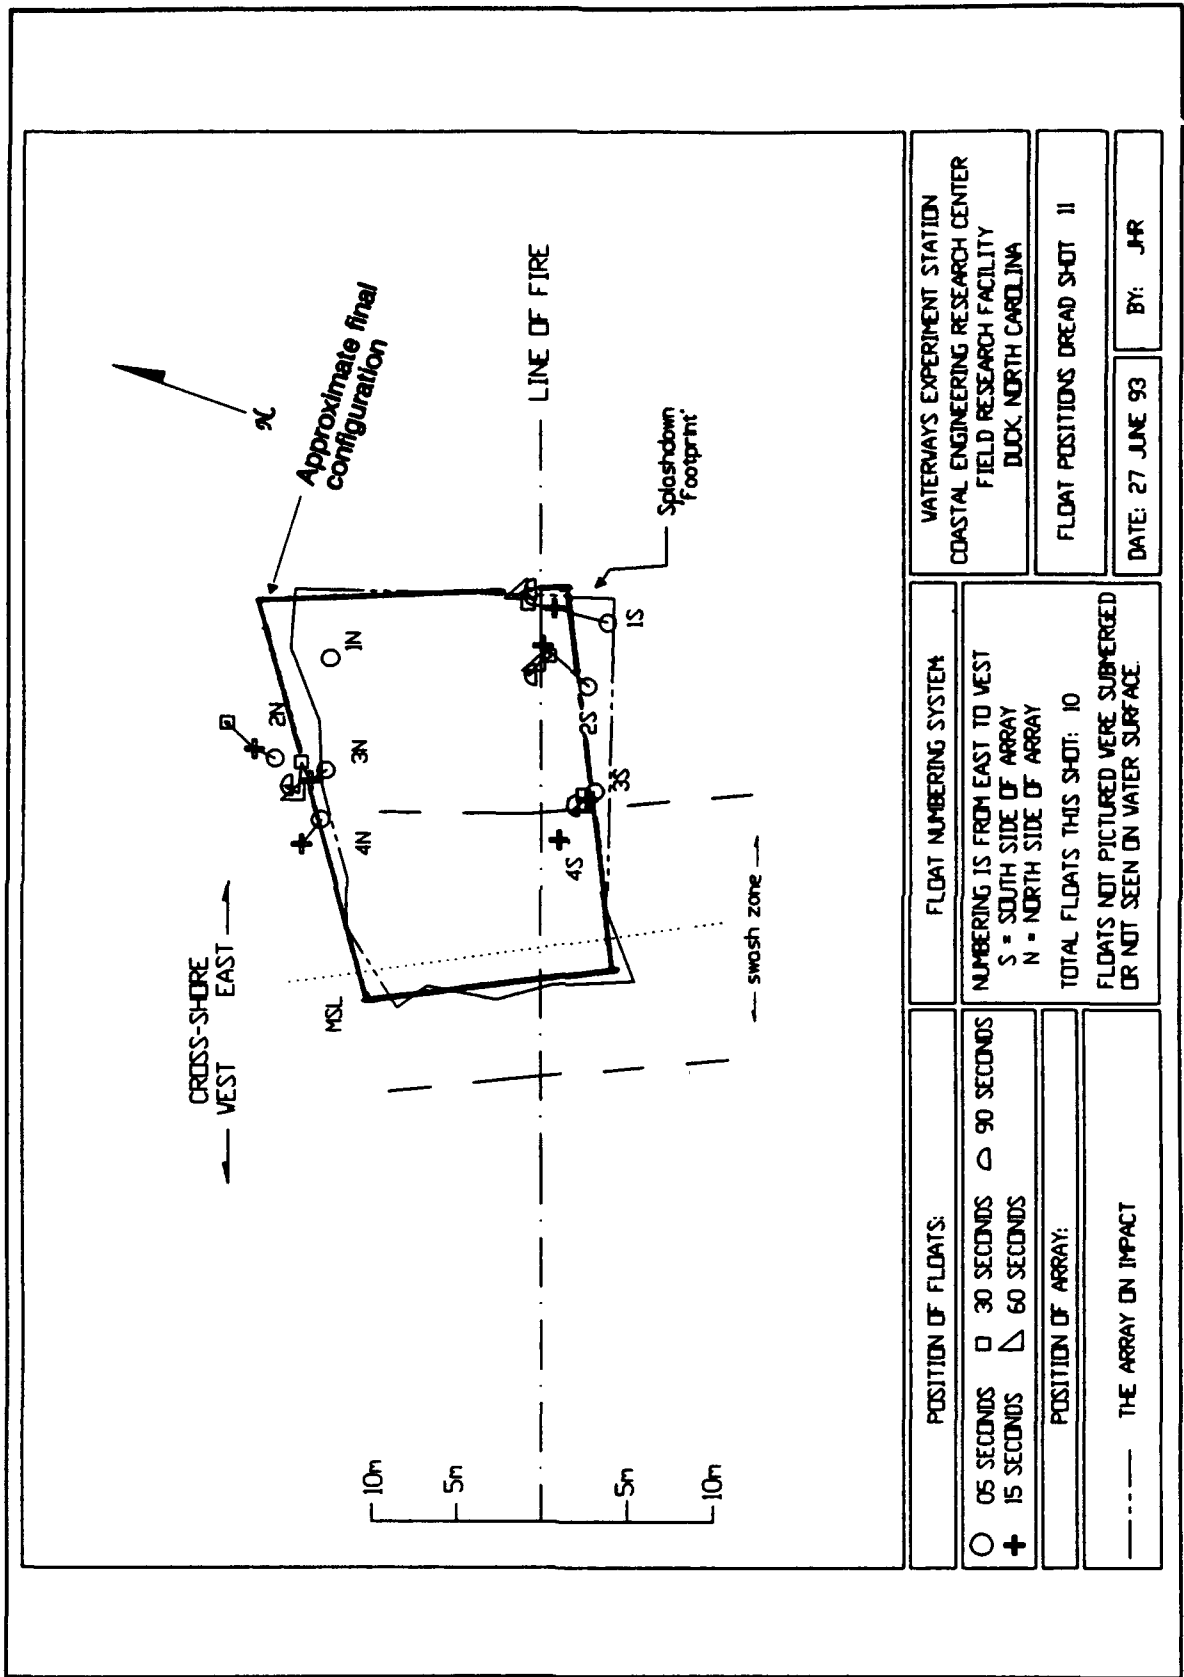 CROSS-SHORE
WEST EAST
N
Approximate final
configuration
LINE OF FIRE
Splashdown
'Footprint'
1N
2N
3N
4N
1S
2S
3S
4S
MSL
swash zone
10m
5m
5m
10m
POSITION OF FLOATS:
05 SECONDS 30 SECONDS 90 SECONDS
15 SECONDS 60 SECONDS
POSITION OF ARRAY:
THE ARRAY ON IMPACT
FLOAT NUMBERING SYSTEM:
NUMBERING IS FROM EAST TO WEST
S = SOUTH SIDE OF ARRAY
N = NORTH SIDE OF ARRAY
TOTAL FLOATS THIS SHOT: 10
FLOATS NOT PICTURED WERE SUBMERGED
OR NOT SEEN ON WATER SURFACE.
WATERWAYS EXPERIMENT STATION
COASTAL ENGINEERING RESEARCH CENTER
FIELD RESEARCH FACILITY
DUCK, NORTH CAROLINA
FLOAT POSITIONS DREAD SHOT 11
DATE: 27 JUNE 93 BY: JHR